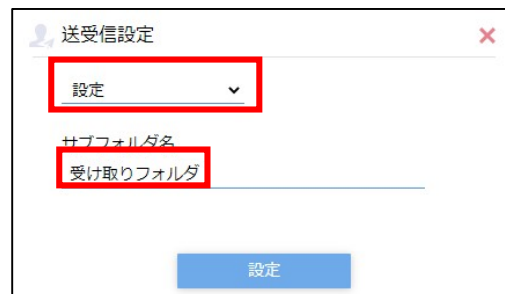 送受信設定
設定
サブフォルダ名
受け取りフォルダ
設定